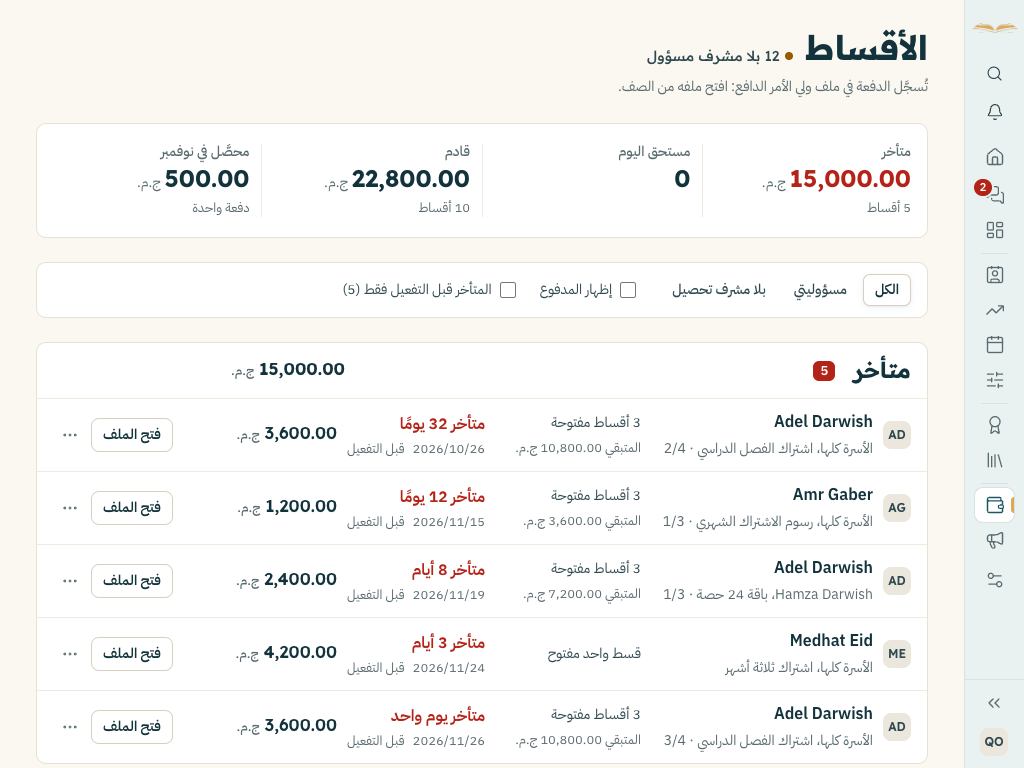 الأقساط
12 بلا مشرف مسؤول
تُسجَّل الدفعة في ملف ولي الأمر الدافع: افتح ملفه من الصف.
متأخر
15,000.00 ج.م.
5 أقساط
مستحق اليوم
0
قادم
22,800.00 ج.م.
10 أقساط
محصَّل في نوفمبر
500.00 ج.م.
دفعة واحدة
الكل مسؤوليتي بلا مشرف تحصيل إظهار المدفوع المتأخر قبل التفعيل فقط (5)
متأخر 5 15,000.00 ج.م.
AD Adel Darwish
الأسرة كلها، اشتراك الفصل الدراسي · 2/4
3 أقساط مفتوحة
المتبقي 10,800.00 ج.م.
متأخر 32 يومًا
2026/10/26 قبل التفعيل
3,600.00 ج.م.
فتح الملف
AG Amr Gaber
الأسرة كلها، رسوم الاشتراك الشهري · 1/3
3 أقساط مفتوحة
المتبقي 3,600.00 ج.م.
متأخر 12 يومًا
2026/11/15 قبل التفعيل
1,200.00 ج.م.
فتح الملف
AD Adel Darwish
Hamza Darwish، باقة 24 حصة · 1/3
3 أقساط مفتوحة
المتبقي 7,200.00 ج.م.
متأخر 8 أيام
2026/11/19 قبل التفعيل
2,400.00 ج.م.
فتح الملف
ME Medhat Eid
الأسرة كلها، اشتراك ثلاثة أشهر
قسط واحد مفتوح
متأخر 3 أيام
2026/11/24 قبل التفعيل
4,200.00 ج.م.
فتح الملف
AD Adel Darwish
الأسرة كلها، اشتراك الفصل الدراسي · 3/4
3 أقساط مفتوحة
المتبقي 10,800.00 ج.م.
متأخر يوم واحد
2026/11/26 قبل التفعيل
3,600.00 ج.م.
فتح الملف
2
QO